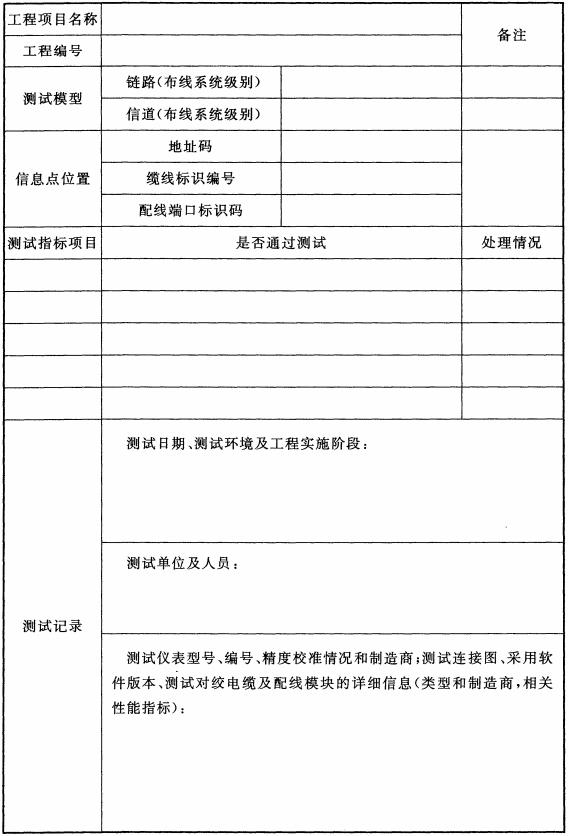 工程项目名称
备注
工程编号
测试模型
链路(布线系统级别)
信道(布线系统级别)
信息点位置
地址码
缆线标识编号
配线端口标识码
测试指标项目
是否通过测试
处理情况
测试记录
测试日期、测试环境及工程实施阶段:
测试单位及人员:
测试仪表型号、编号、精度校准情况和制造商;测试连接图、采用软
件版本、测试对绞电缆及配线模块的详细信息(类型和制造商,相关
性能指标):